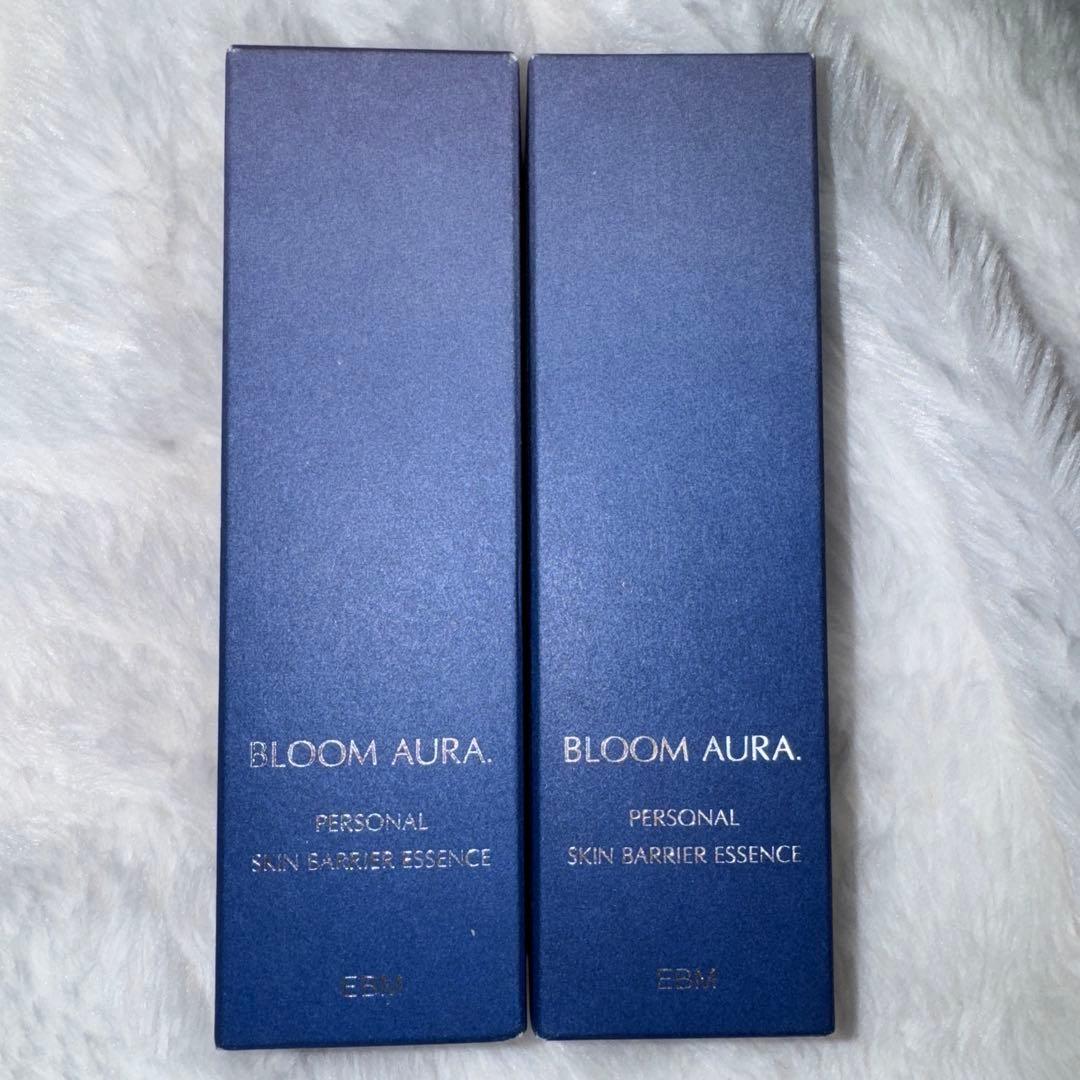 BLOOM AURA.
PERSONAL
SKIN BARRIER ESSENCE
EBM
BLOOM AURA.
PERSONAL
SKIN BARRIER ESSENCE
EBM